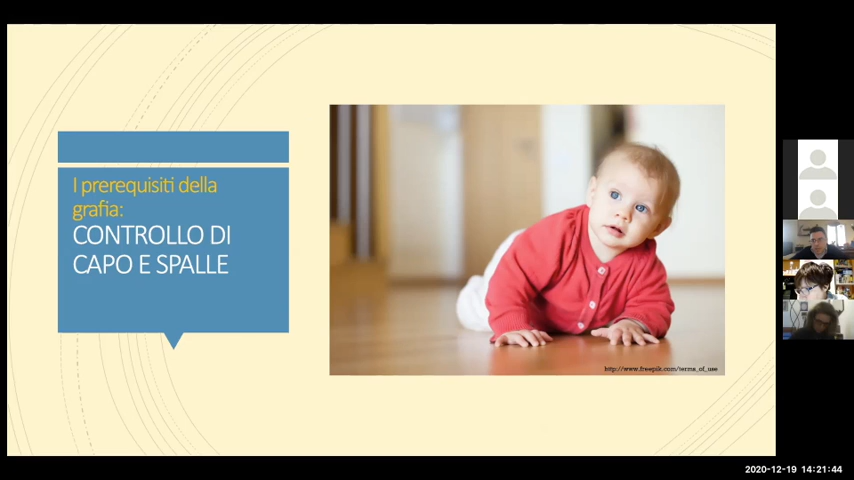 I prerequisiti della
grafia:
CONTROLLO DI
CAPO E SPALLE
http://www.freepik.com/terms_of_use
2020-12-19 14:21:44